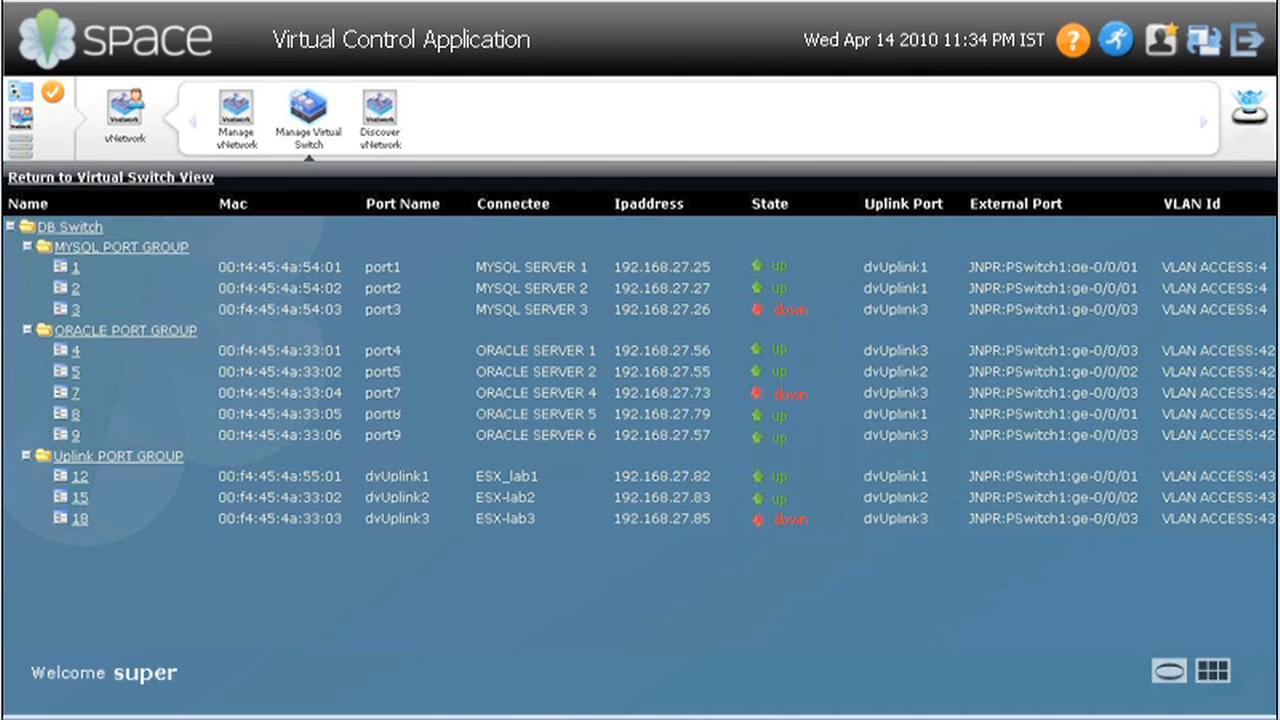 space Virtual Control Application Wed Apr 14 2010 11:34 PM IST ?
vNetwork Manage vNetwork Manage Virtual Switch Discover vNetwork
Return to Virtual Switch View
Name Mac Port Name Connectee Ipaddress State Uplink Port External Port VLAN Id
DB Switch
MYSQL PORT GROUP
1 00:f4:45:4a:54:01 port1 MYSQL SERVER 1 192.168.27.25 up dvUplink1 JNPR:PSwitch1:ge-0/0/01 VLAN ACCESS:4
2 00:f4:45:4a:54:02 port2 MYSQL SERVER 2 192.168.27.27 up dvUplink1 JNPR:PSwitch1:ge-0/0/01 VLAN ACCESS:4
3 00:f4:45:4a:54:03 port3 MYSQL SERVER 3 192.168.27.26 down dvUplink3 JNPR:PSwitch1:ge-0/0/03 VLAN ACCESS:4
ORACLE PORT GROUP
4 00:f4:45:4a:33:01 port4 ORACLE SERVER 1 192.168.27.56 up dvUplink3 JNPR:PSwitch1:ge-0/0/03 VLAN ACCESS:42
5 00:f4:45:4a:33:02 port5 ORACLE SERVER 2 192.168.27.55 up dvUplink2 JNPR:PSwitch1:ge-0/0/02 VLAN ACCESS:42
7 00:f4:45:4a:33:04 port7 ORACLE SERVER 4 192.168.27.73 down dvUplink3 JNPR:PSwitch1:ge-0/0/03 VLAN ACCESS:42
8 00:f4:45:4a:33:05 port8 ORACLE SERVER 5 192.168.27.79 up dvUplink1 JNPR:PSwitch1:ge-0/0/01 VLAN ACCESS:42
9 00:f4:45:4a:33:06 port9 ORACLE SERVER 6 192.168.27.57 up dvUplink3 JNPR:PSwitch1:ge-0/0/03 VLAN ACCESS:42
Uplink PORT GROUP
12 00:f4:45:4a:55:01 dvUplink1 ESX_lab1 192.168.27.82 up dvUplink1 JNPR:PSwitch1:ge-0/0/01 VLAN ACCESS:43
15 00:f4:45:4a:33:02 dvUplink2 ESX-lab2 192.168.27.83 up dvUplink2 JNPR:PSwitch1:ge-0/0/02 VLAN ACCESS:43
18 00:f4:45:4a:33:03 dvUplink3 ESX-lab3 192.168.27.85 down dvUplink3 JNPR:PSwitch1:ge-0/0/03 VLAN ACCESS:43
Welcome super